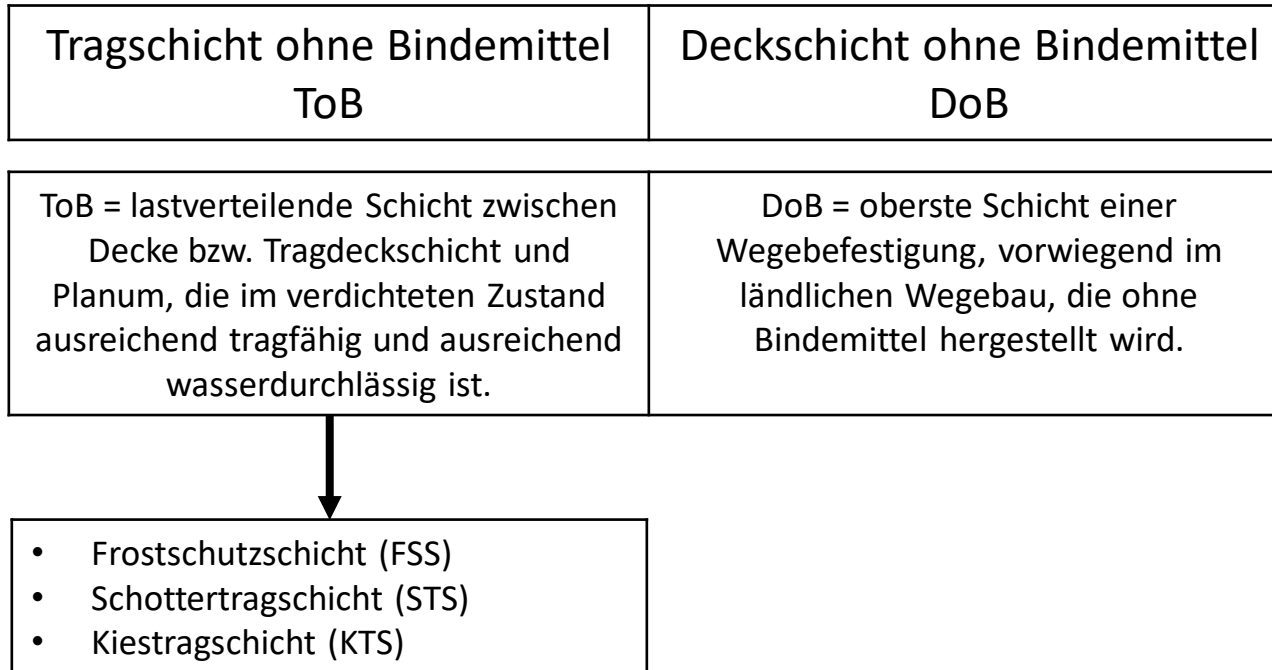 Tragschicht ohne Bindemittel
ToB
Deckschicht ohne Bindemittel
DoB
ToB = lastverteilende Schicht zwischen
Decke bzw. Tragdeckschicht und
Planum, die im verdichteten Zustand
ausreichend tragfähig und ausreichend
wasserdurchlässig ist.
DoB = oberste Schicht einer
Wegebefestigung, vorwiegend im
ländlichen Wegebau, die ohne
Bindemittel hergestellt wird.
• Frostschutzschicht (FSS)
• Schottertragschicht (STS)
• Kiestragschicht (KTS)